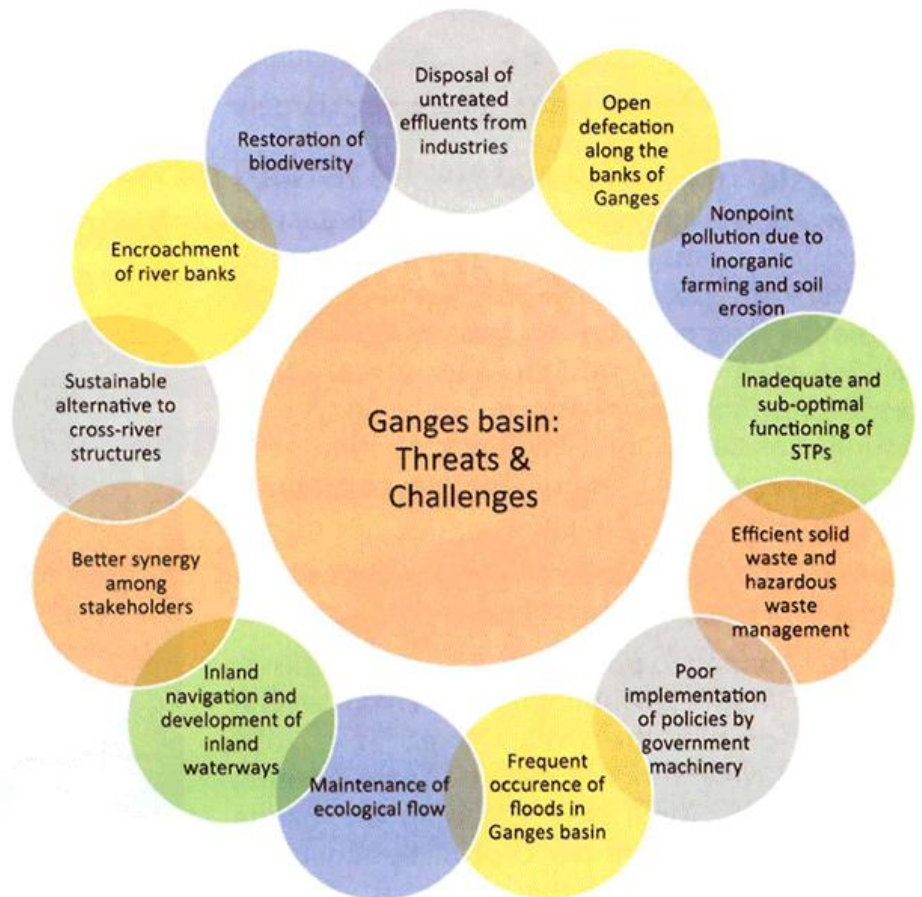 Ganges basin:
Threats &
Challenges
Disposal of
untreated
effluents from
industries
Open
defecation
along the
banks of
Ganges
Nonpoint
pollution due to
inorganic
farming and soil
erosion
Inadequate and
sub-optimal
functioning of
STPs
Efficient solid
waste and
hazardous
waste
management
Poor
implementation
of policies by
government
machinery
Frequent
occurence of
floods in
Ganges basin
Maintenance of
ecological flow
Inland
navigation and
development of
inland
waterways
Better synergy
among
stakeholders
Sustainable
alternative to
cross-river
structures
Encroachment
of river banks
Restoration of
biodiversity